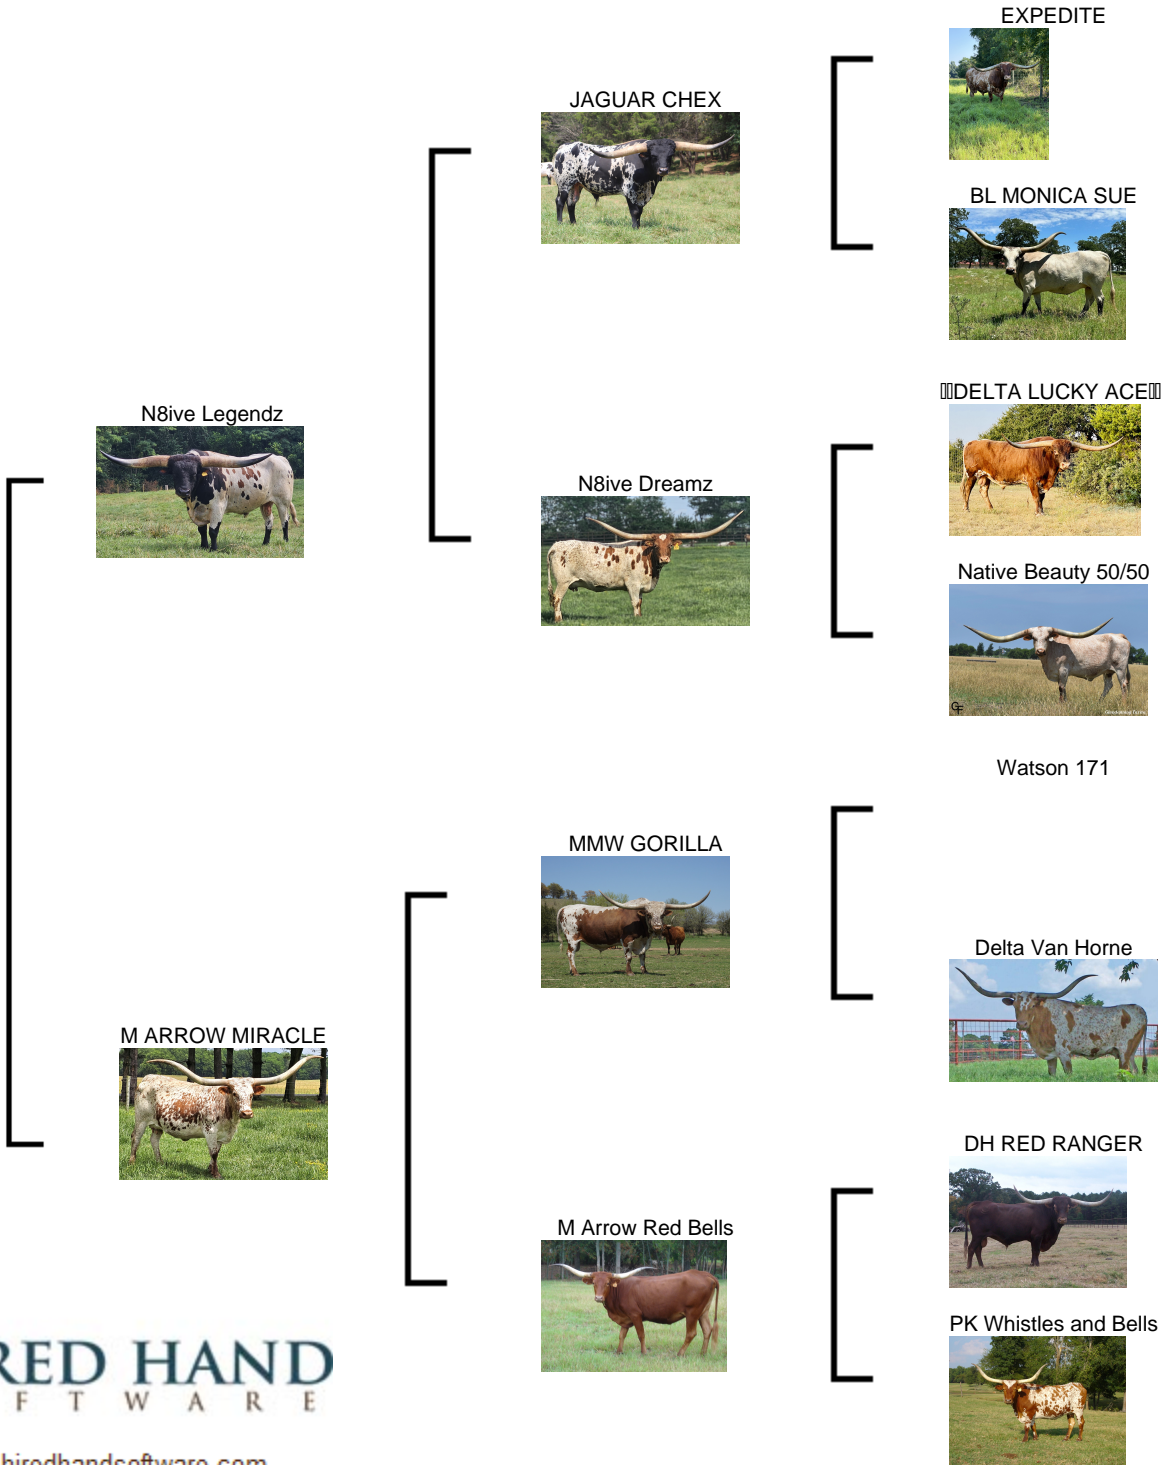 EXPEDITE
JAGUAR CHEX
BL MONICA SUE
DELTA LUCKY ACE
N8ive Legendz
N8ive Dreamz
Native Beauty 50/50
Watson 171
MMW GORILLA
Delta Van Horne
M ARROW MIRACLE
DH RED RANGER
M Arrow Red Bells
PK Whistles and Bells
RED HAND
F T W A R E
hiredhandsoftware.com